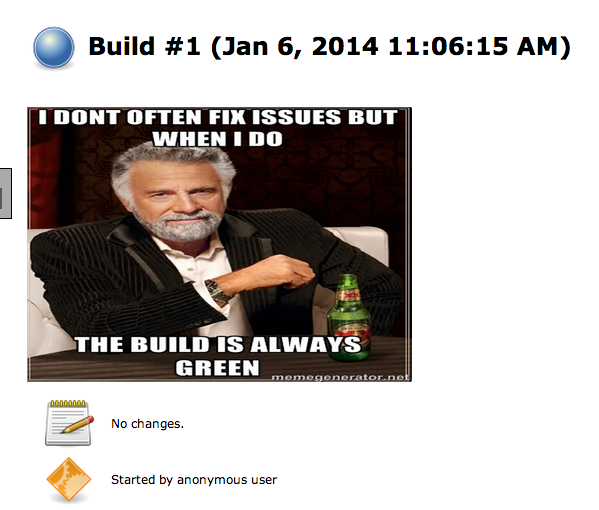 Build #1 (Jan 6, 2014 11:06:15 AM)
I DONT OFTEN FIX ISSUES BUT
WHEN I DO
XX
THE BUILD IS ALWAYS
GREEN
memegenerator.net
No changes.
Started by anonymous user